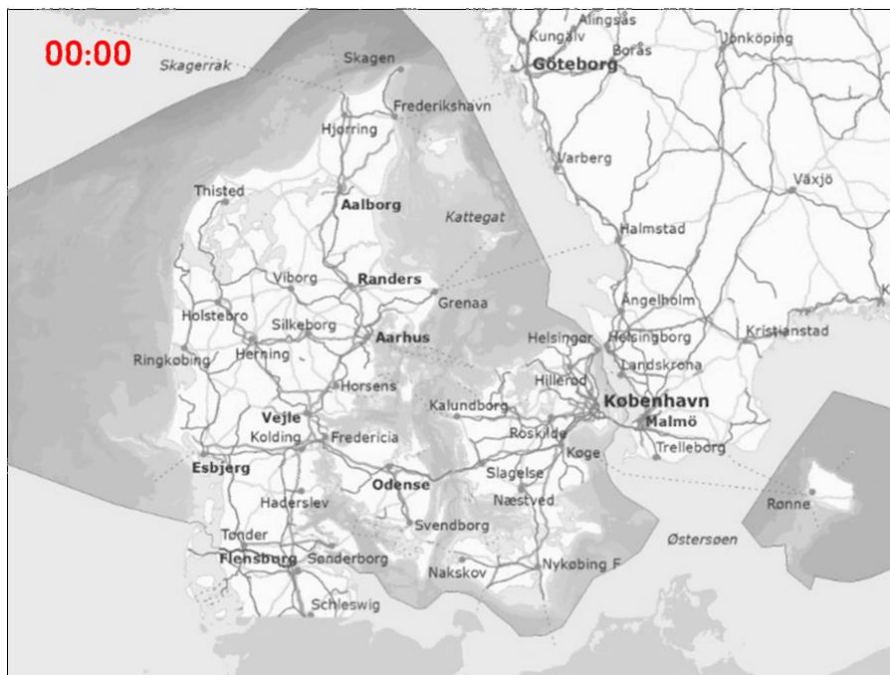 Alingsås
Kungälv
Jönköping
00:00
Borås
Skagen
Skagerrak
Göteborg
Frederikshavn
Hjørring
Varberg
Växjö
Thisted
Aalborg
Kattegat
Halmstad
Viborg
Randers
Ängelholm
Grenaa
Holstebro
Silkeborg
Aarhus
Helsingør
Helsingborg
Kristianstad
Ringkøbing
Herning
Landskrona
Hillerød
Horsens
København
Kalundborg
Vejle
Malmö
Roskilde
Kolding
Fredericia
Køge
Trelleborg
Esbjerg
Odense
Slagelse
Haderslev
Næstved
Rønne
Svendborg
Tønder
Østersøen
Flensburg
Sønderborg
Nakskov
Nykøbing F
Schleswig